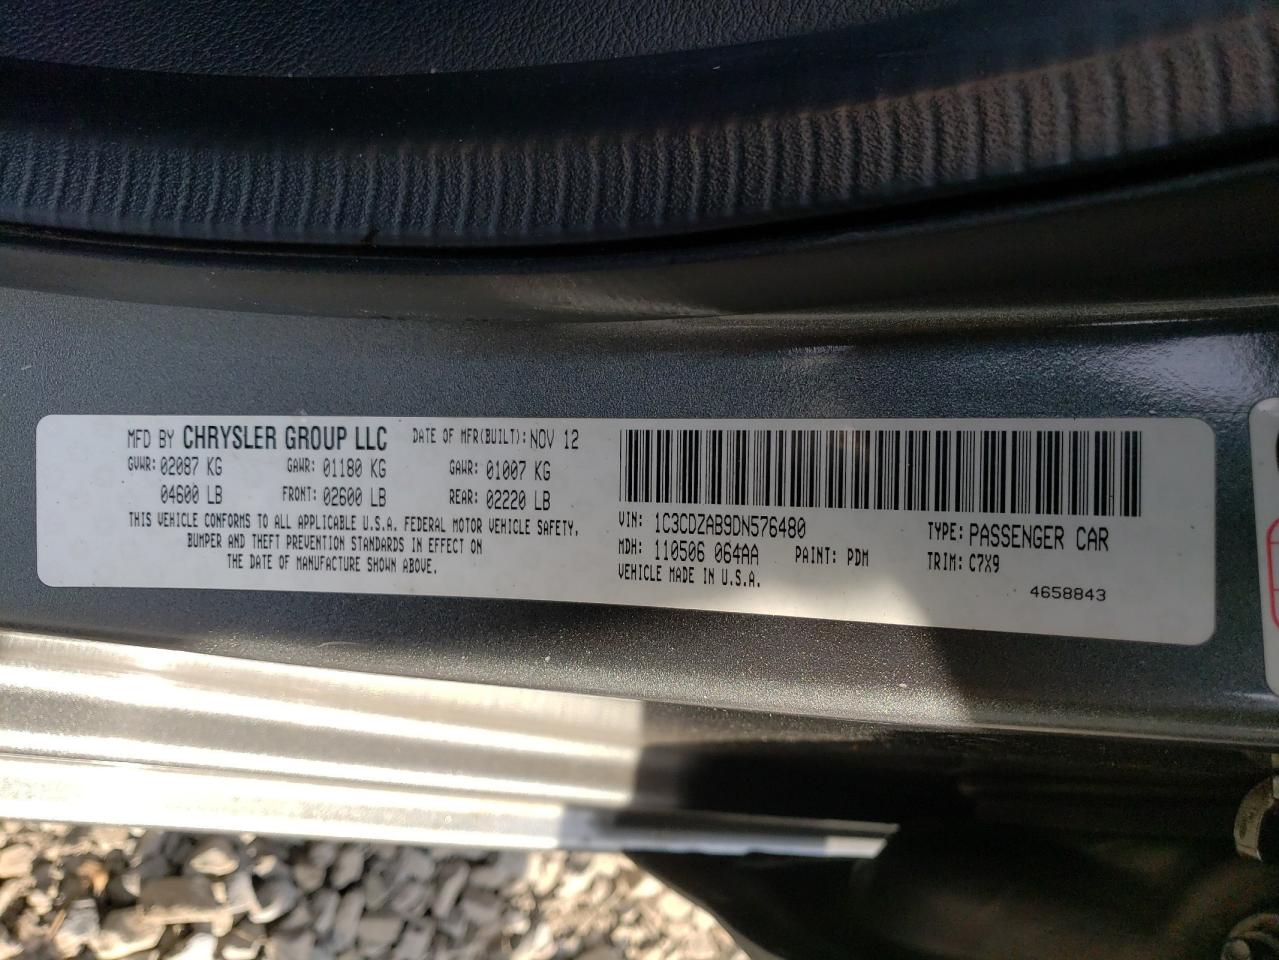 MFD BY CHRYSLER GROUP LLC DATE OF MFR(BUILT): NOV 12
GVWR: 02087 KG GAWR: 01180 KG GAWR: 01007 KG
04600 LB FRONT: 02600 LB REAR: 02220 LB
THIS VEHICLE CONFORMS TO ALL APPLICABLE U.S.A. FEDERAL MOTOR VEHICLE SAFETY,
BUMPER AND THEFT PREVENTION STANDARDS IN EFFECT ON
THE DATE OF MANUFACTURE SHOWN ABOVE.
VIN: 1C3CDZAB9DN576480 TYPE: PASSENGER CAR
MDH: 110506 064AA PAINT: PDM TRIM: C7X9
VEHICLE MADE IN U.S.A. 4658843